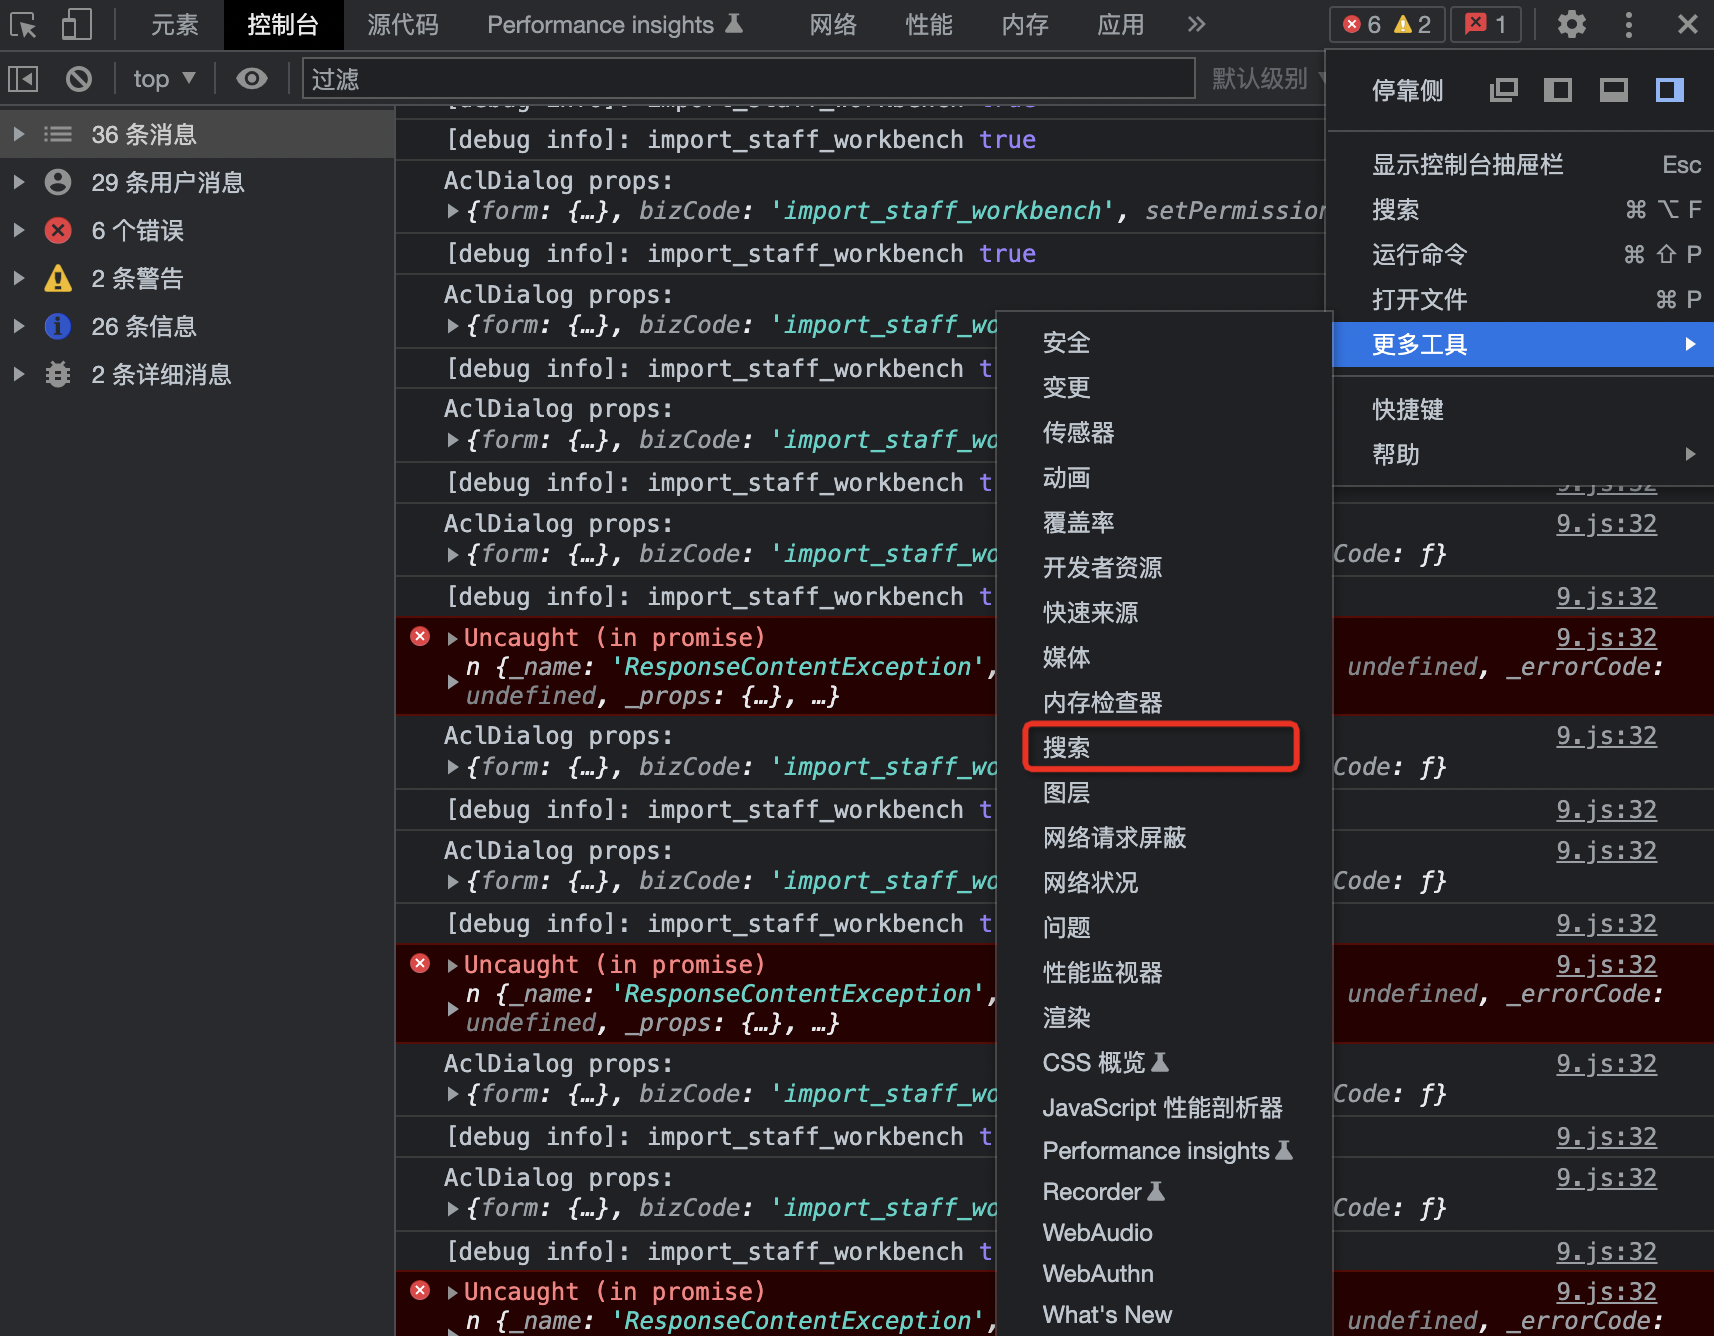 元素 控制台 源代码 Performance insights 网络 性能 内存 应用 » 6 2 1
top 过滤 默认级别
停靠侧
36 条消息
29 条用户消息
6 个错误
2 条警告
26 条信息
2 条详细消息
[debug info]: import_staff_workbench true
AclDialog props:
{form: {…}, bizCode: 'import_staff_workbench', setPermission
[debug info]: import_staff_workbench true
AclDialog props:
{form: {…}, bizCode: 'import_staff_wo
[debug info]: import_staff_workbench t
AclDialog props:
{form: {…}, bizCode: 'import_staff_wo
[debug info]: import_staff_workbench t
9.js:32
AclDialog props: 9.js:32
{form: {…}, bizCode: 'import_staff_wo Code: ƒ}
[debug info]: import_staff_workbench t 9.js:32
Uncaught (in promise) 9.js:32
n {_name: 'ResponseContentException', undefined, _errorCode:
undefined, _props: {…}, …}
AclDialog props: 9.js:32
{form: {…}, bizCode: 'import_staff_wo Code: ƒ}
[debug info]: import_staff_workbench t 9.js:32
AclDialog props: 9.js:32
{form: {…}, bizCode: 'import_staff_wo Code: ƒ}
[debug info]: import_staff_workbench t 9.js:32
Uncaught (in promise) 9.js:32
n {_name: 'ResponseContentException', undefined, _errorCode:
undefined, _props: {…}, …}
AclDialog props: 9.js:32
{form: {…}, bizCode: 'import_staff_wo Code: ƒ}
[debug info]: import_staff_workbench t 9.js:32
AclDialog props: 9.js:32
{form: {…}, bizCode: 'import_staff_wo Code: ƒ}
[debug info]: import_staff_workbench t 9.js:32
Uncaught (in promise) 9.js:32
n {_name: 'ResponseContentException', undefined, _errorCode:
显示控制台抽屉栏 Esc
搜索 ⌘ ⌥ F
运行命令 ⌘ ⇧ P
打开文件 ⌘ P
更多工具
快捷键
帮助
安全
变更
传感器
动画
覆盖率
开发者资源
快速来源
媒体
内存检查器
搜索
图层
网络请求屏蔽
网络状况
问题
性能监视器
渲染
CSS 概览
JavaScript 性能剖析器
Performance insights
Recorder
WebAudio
WebAuthn
What's New